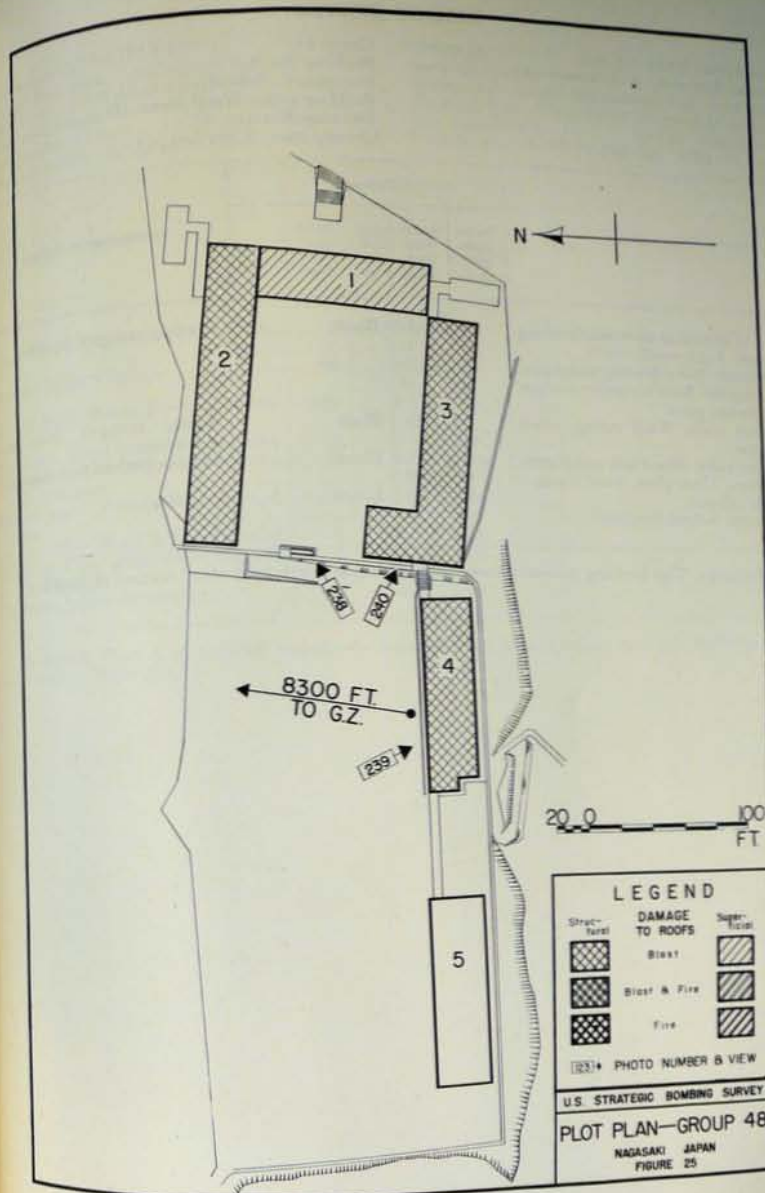 N
1
2
3
238
240
4
8300 FT.
TO G.Z.
239
20 0 100
FT.
5
LEGEND
Struc-tural DAMAGE TO ROOFS Super-ficial
Blast
Blast & Fire
Fire
123 PHOTO NUMBER & VIEW
U.S. STRATEGIC BOMBING SURVEY
PLOT PLAN—GROUP 48
NAGASAKI JAPAN
FIGURE 25